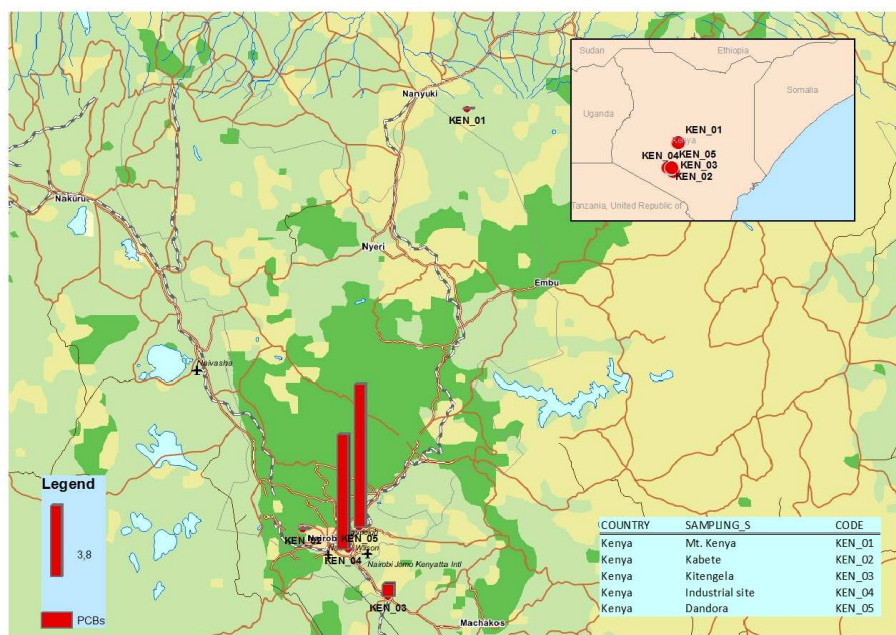 Nanyuki
KEN_01
Nakuru
Nyeri
Embu
Naivasha
KEN_05
KEN_04
Nairobi Jomo Kenyatta Intl
KEN_03
Machakos
Sudan
Ethiopia
Somalia
Uganda
KEN_01
Kenya
KEN_04
KEN_05
KEN_03
KEN_02
Tanzania, United Republic of
Legend
3,8
PCBs
COUNTRY SAMPLING_S CODE
Kenya Mt. Kenya KEN_01
Kenya Kabete KEN_02
Kenya Kitengela KEN_03
Kenya Industrial site KEN_04
Kenya Dandora KEN_05